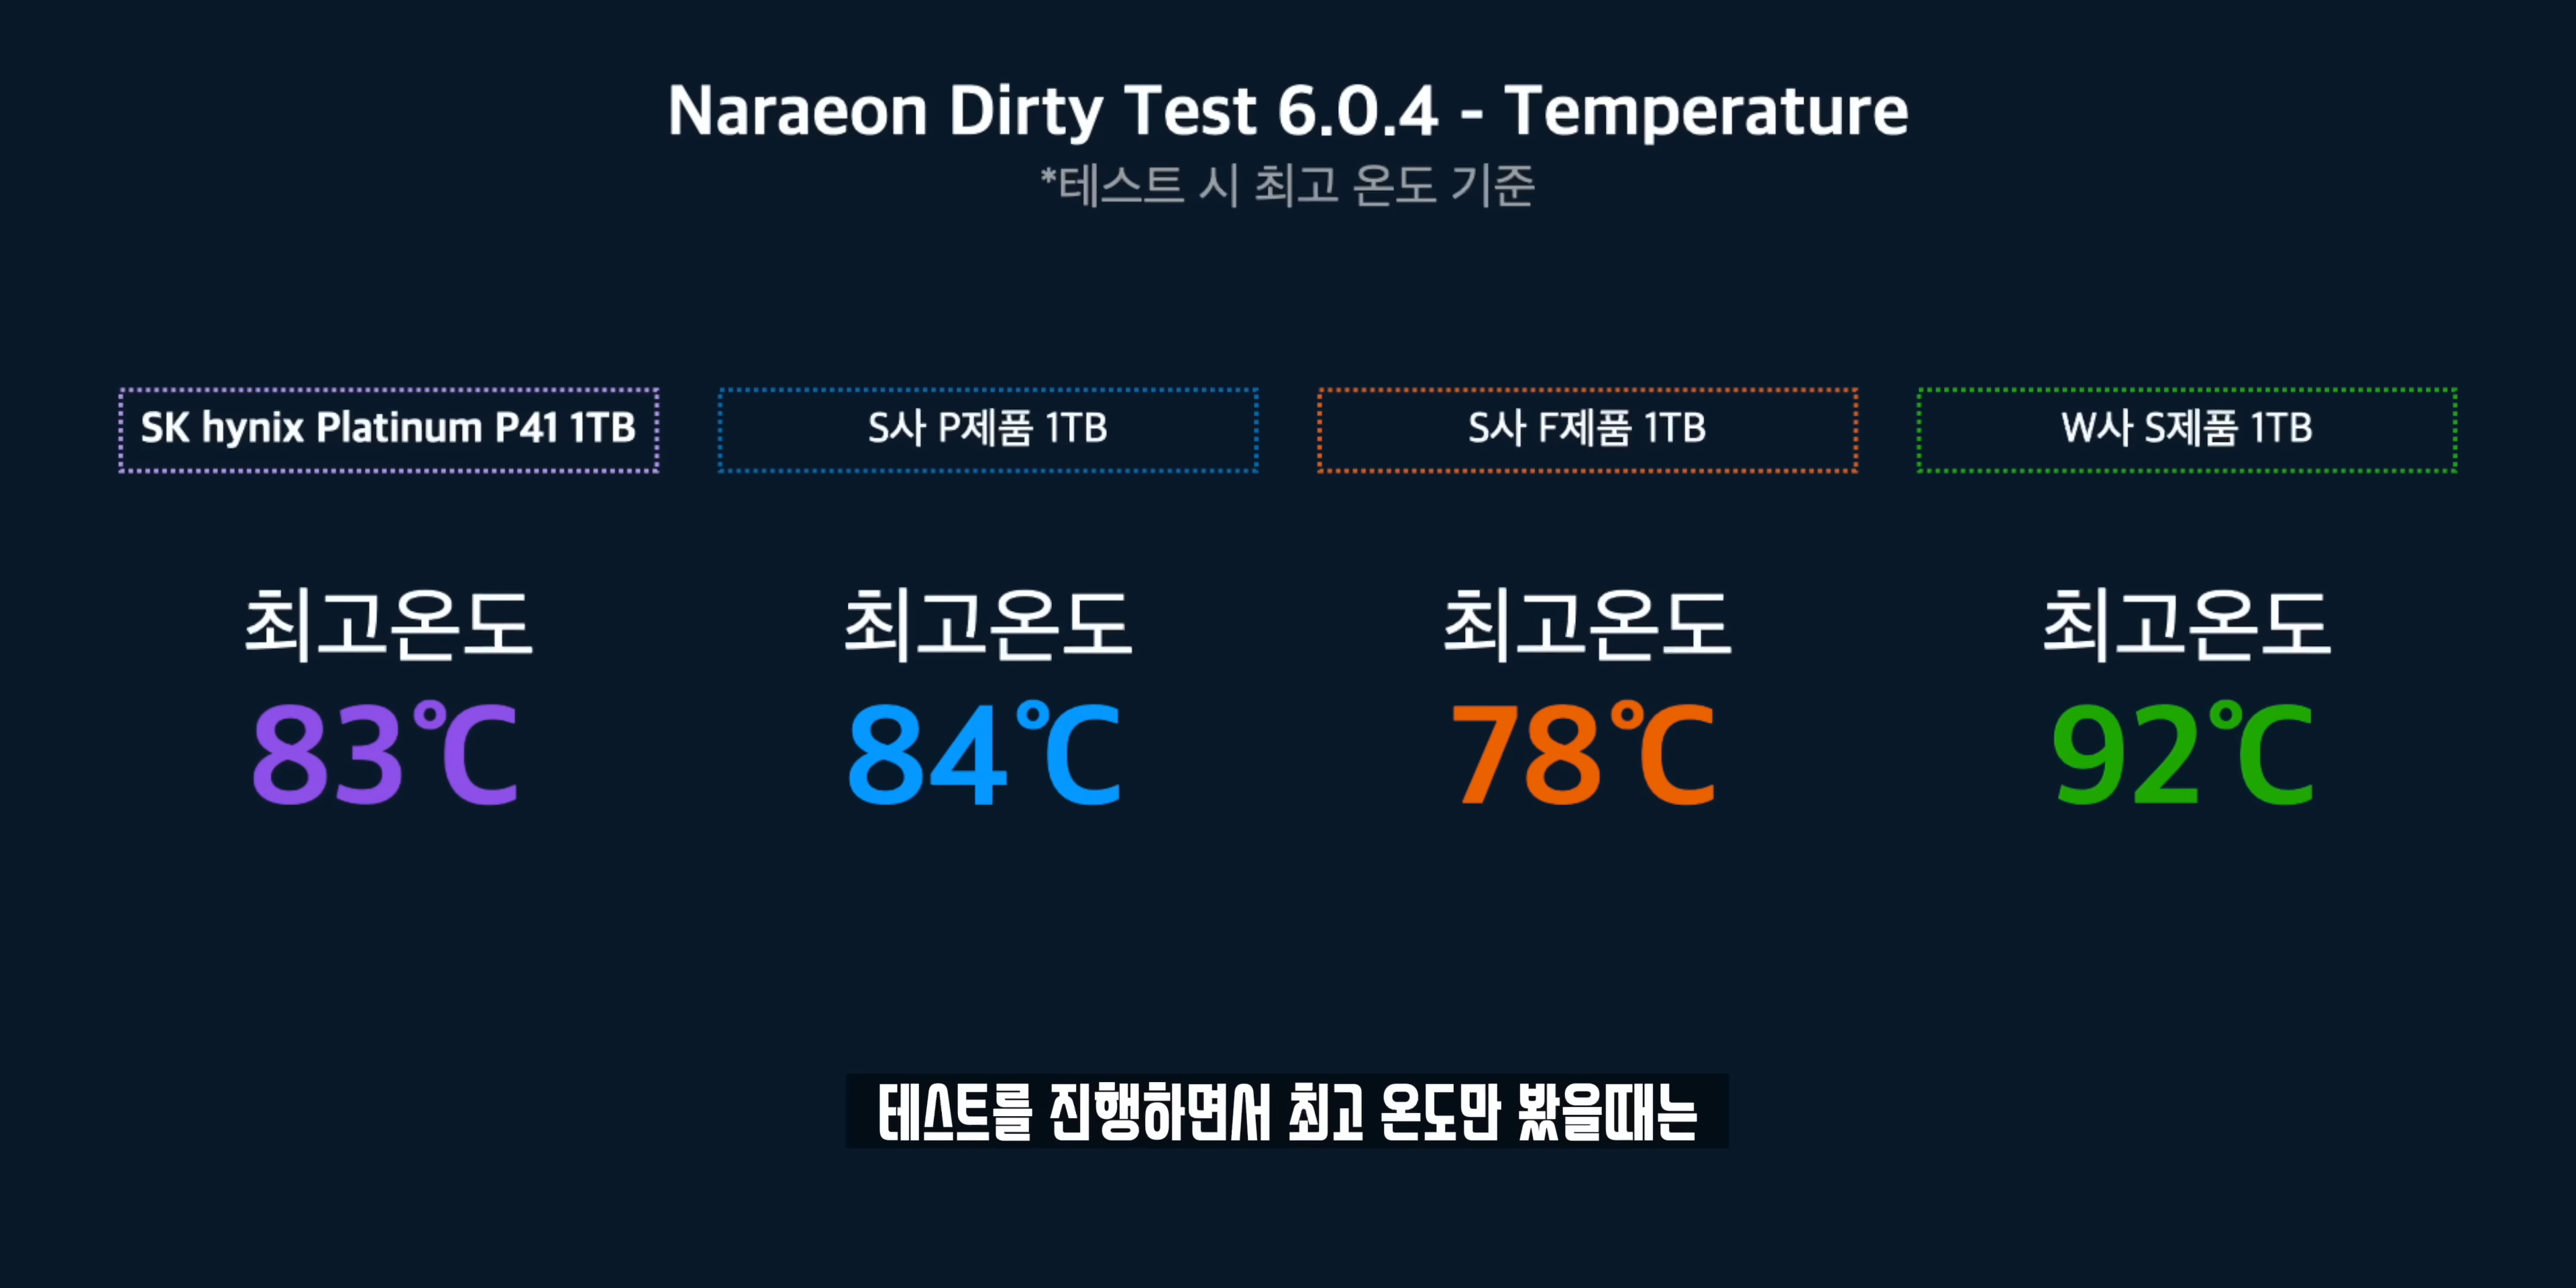 Naraeon Dirty Test 6.0.4 - Temperature
*테스트 시 최고 온도 기준
SK hynix Platinum P41 1TB
S사 P제품 1TB
S사 F제품 1TB
W사 S제품 1TB
최고온도
83℃
최고온도
84℃
최고온도
78℃
최고온도
92℃
테스트를 진행하면서 최고 온도만 봤을때는